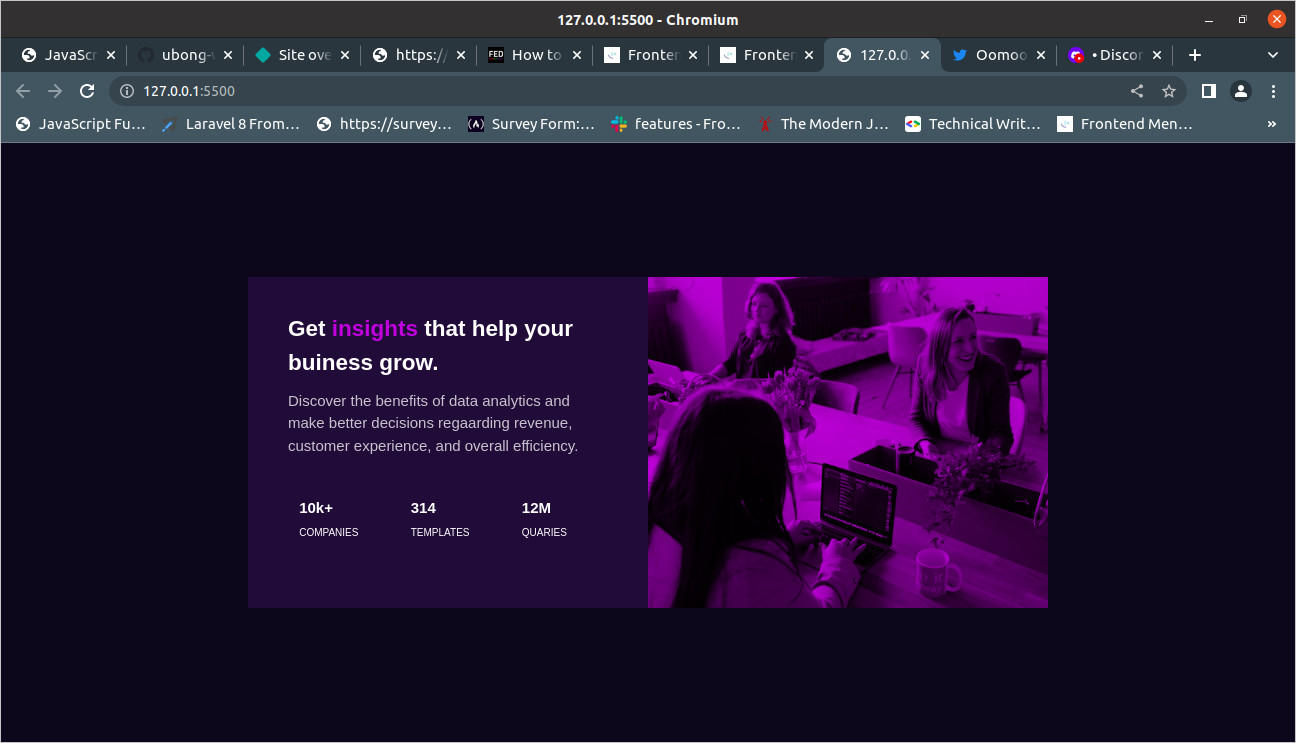 127.0.0.1:5500 - Chromium
JavaScr
ubong-
Site ove
https://
FED
How to
Fronter
Fronter
127.0.0.
Oomoo
• Discor
127.0.0.1:5500
JavaScript Fu...
Laravel 8 From...
https://survey...
Survey Form:...
features - Fro...
The Modern J...
Technical Writ...
Frontend Men...
»
Get insights that help your
buiness grow.
Discover the benefits of data analytics and
make better decisions regaarding revenue,
customer experience, and overall efficiency.
10k+ 314 12M
COMPANIES TEMPLATES QUARIES